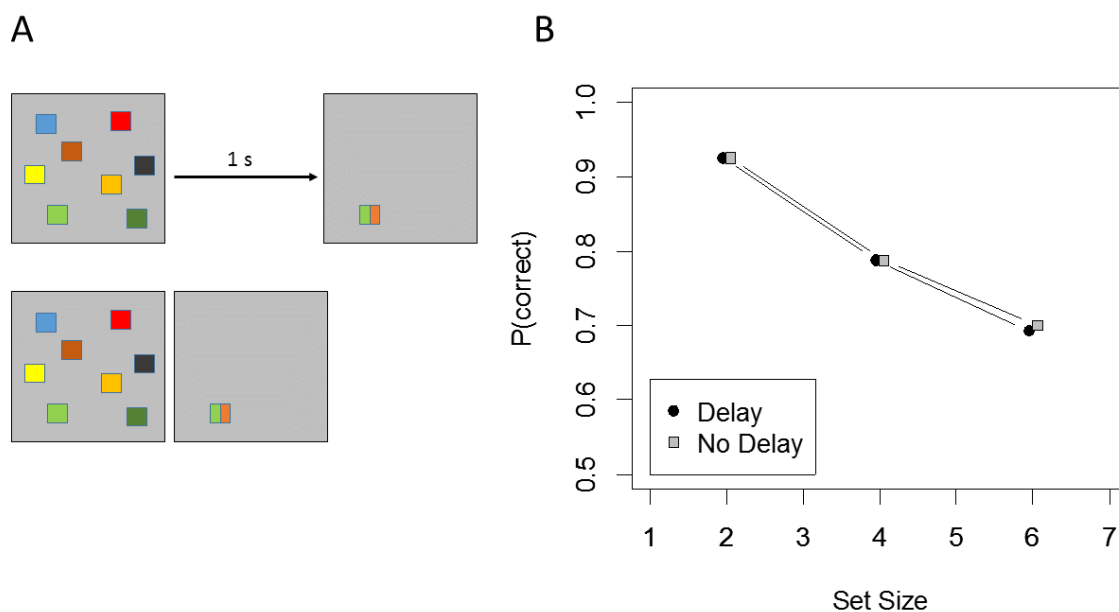 A
1 s
B
P(correct)
1.0
0.9
0.8
0.7
0.6
0.5
Delay
No Delay
1 2 3 4 5 6 7
Set Size